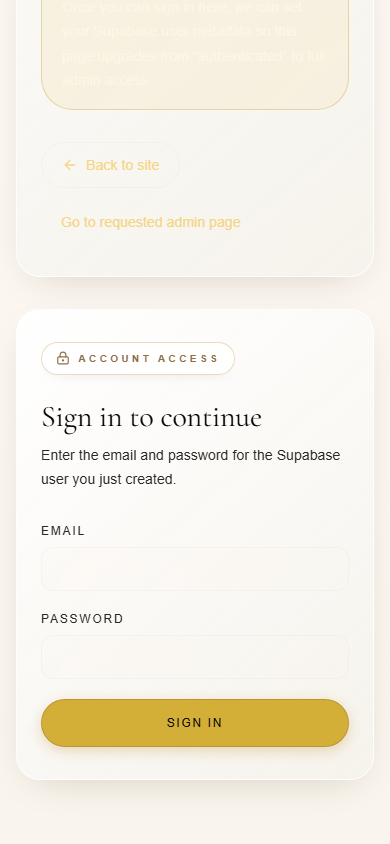 Once you can sign in here, we can set
your Supabase user metadata so this
page upgrades from "authenticated" to full
admin access.
Back to site
Go to requested admin page
ACCOUNT ACCESS
Sign in to continue
Enter the email and password for the Supabase
user you just created.
EMAIL
PASSWORD
SIGN IN